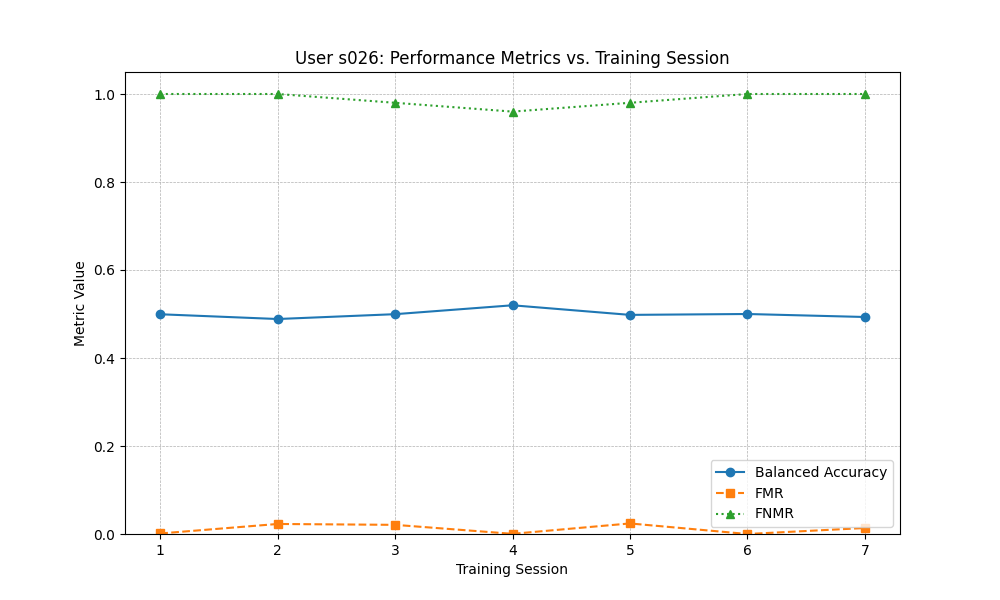 User s026: Performance Metrics vs. Training Session
1.0
0.8
0.6
0.4
0.2
0.0
Metric Value
Balanced Accuracy
FMR
FNMR
1 2 3 4 5 6 7
Training Session